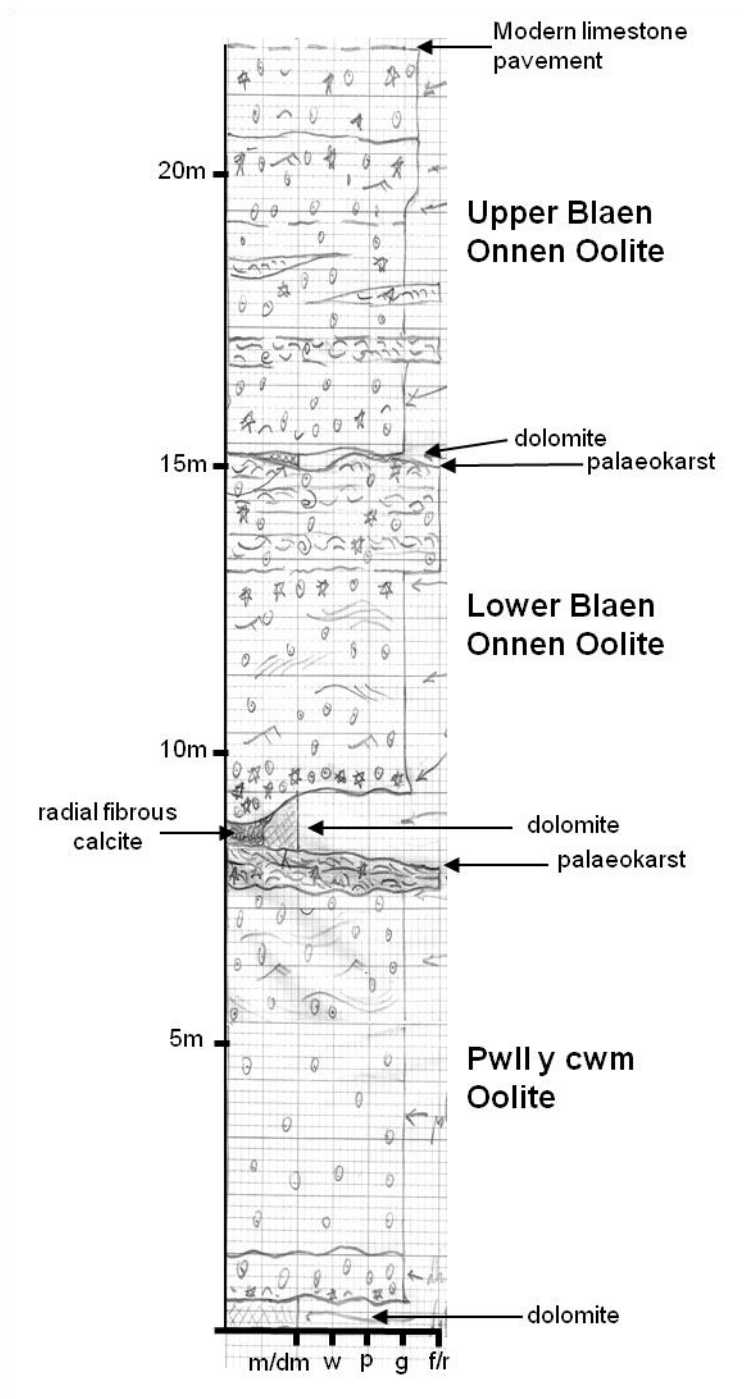 Modern limestone
pavement
20m
Upper Blaen
Onnen Oolite
dolomite
15m
palaeokarst
Lower Blaen
Onnen Oolite
10m
radial fibrous
calcite
dolomite
palaeokarst
5m
Pwll y cwm
Oolite
dolomite
m/dm w p g f/r